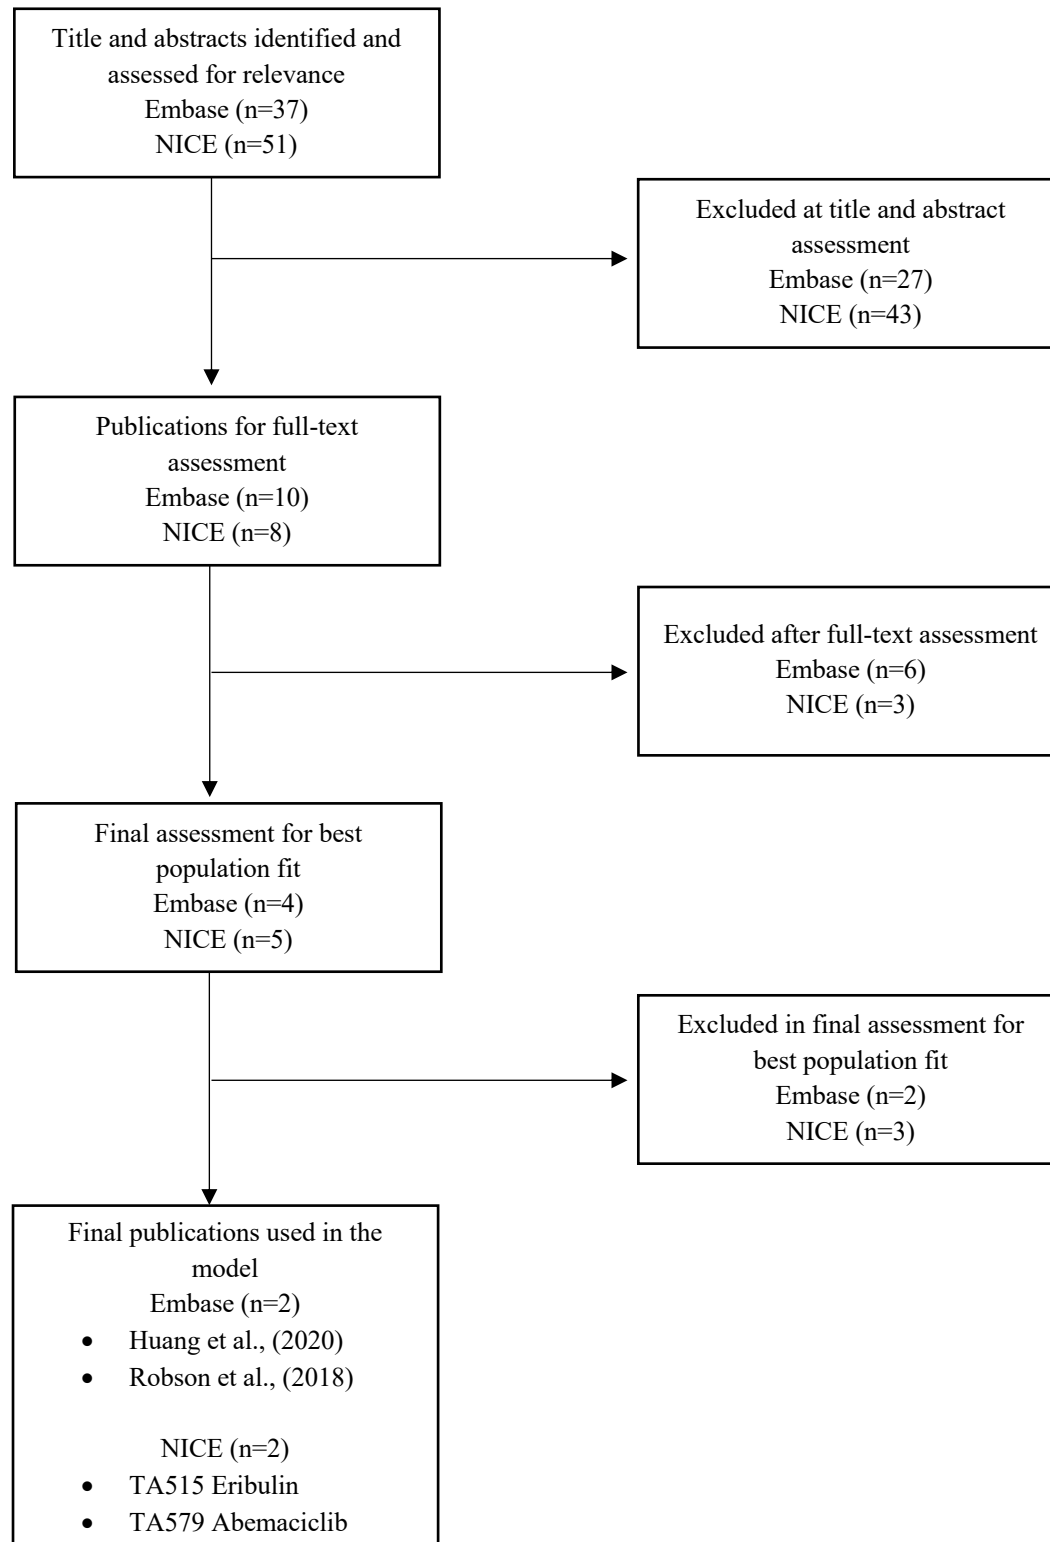 Title and abstracts identified and
assessed for relevance
Embase (n=37)
NICE (n=51)
Excluded at title and abstract
assessment
Embase (n=27)
NICE (n=43)
Publications for full-text
assessment
Embase (n=10)
NICE (n=8)
Excluded after full-text assessment
Embase (n=6)
NICE (n=3)
Final assessment for best
population fit
Embase (n=4)
NICE (n=5)
Excluded in final assessment for
best population fit
Embase (n=2)
NICE (n=3)
Final publications used in the
model
Embase (n=2)
• Huang et al., (2020)
• Robson et al., (2018)
NICE (n=2)
• TA515 Eribulin
• TA579 Abemaciclib